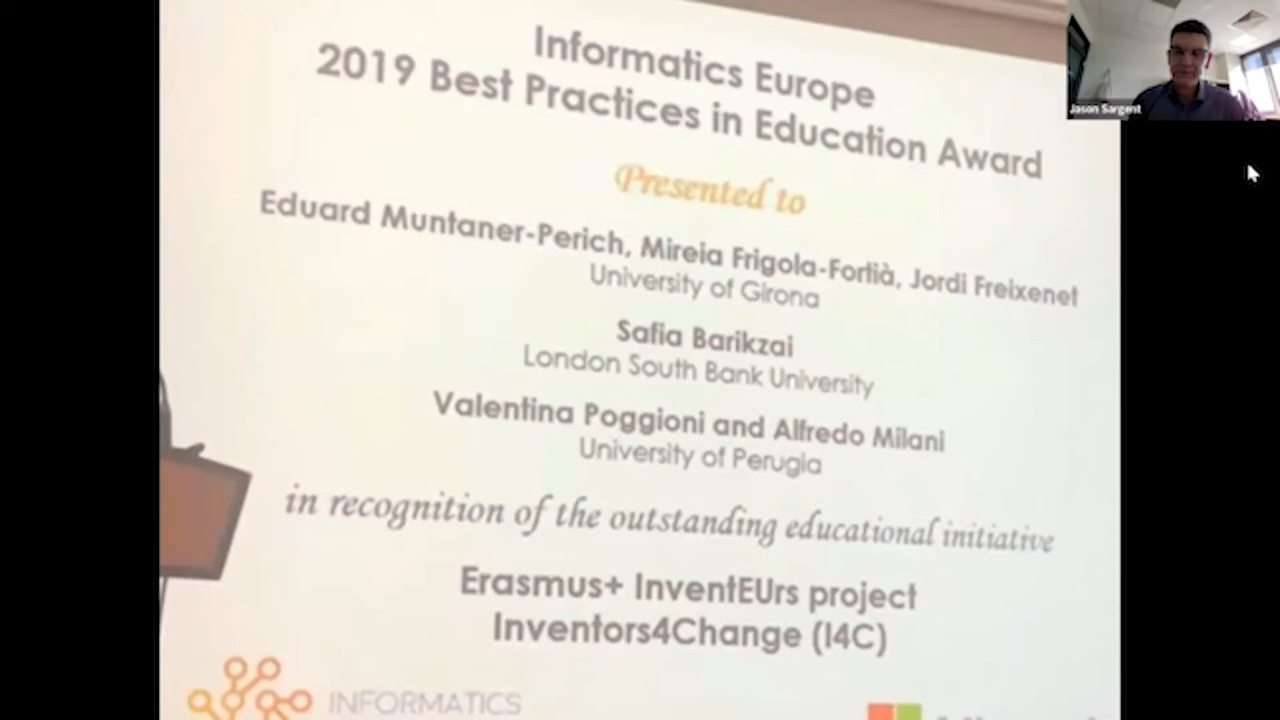 Informatics Europe
2019 Best Practices in Education Award
Presented to
Eduard Muntaner-Perich, Mireia Frigola-Fortià, Jordi Freixenet
University of Girona
Safia Barikzai
London South Bank University
Valentina Poggioni and Alfredo Milani
University of Perugia
in recognition of the outstanding educational initiative
Erasmus+ InventEUrs project
Inventors4Change (I4C)
INFORMATICS
Jason Sargent